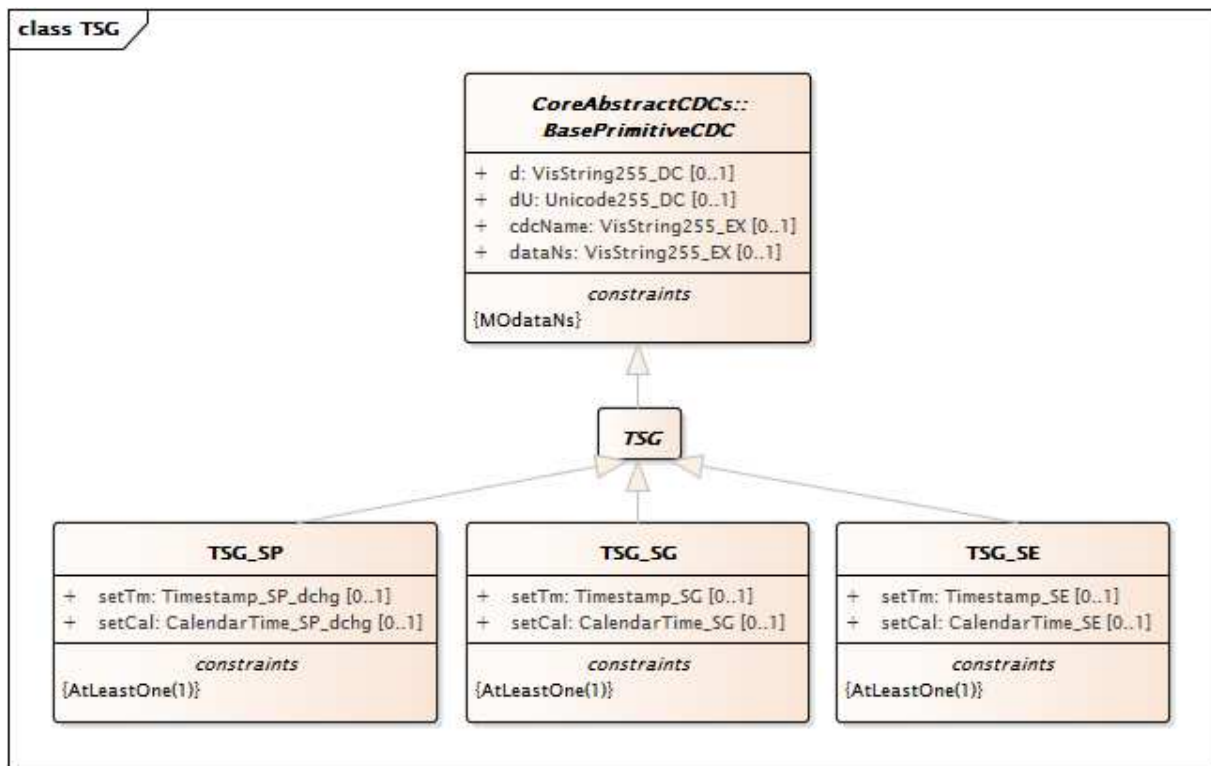 class TSG
CoreAbstractCDCs::
BasePrimitiveCDC
+ d: VisString255_DC [0..1]
+ dU: Unicode255_DC [0..1]
+ cdcName: VisString255_EX [0..1]
+ dataNs: VisString255_EX [0..1]
constraints
{MOdataNs}
TSG
TSG_SP
+ setTm: Timestamp_SP_dchg [0..1]
+ setCal: CalendarTime_SP_dchg [0..1]
constraints
{AtLeastOne(1)}
TSG_SG
+ setTm: Timestamp_SG [0..1]
+ setCal: CalendarTime_SG [0..1]
constraints
{AtLeastOne(1)}
TSG_SE
+ setTm: Timestamp_SE [0..1]
+ setCal: CalendarTime_SE [0..1]
constraints
{AtLeastOne(1)}